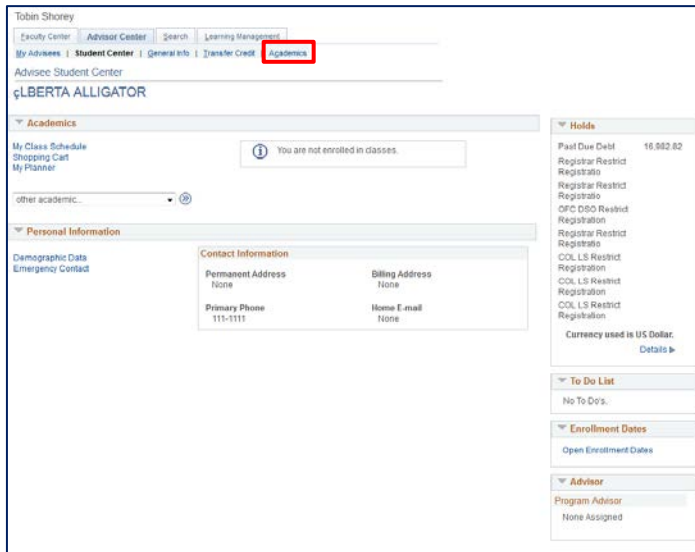 Tobin Shorey
Faculty Center Advisor Center Search Learning Management
My Advisees | Student Center | General Info | Transfer Credit | Academics
Advisee Student Center
çLBERTA ALLIGATOR
Academics
My Class Schedule
Shopping Cart
My Planner
You are not enrolled in classes.
other academic...
Personal Information
Demographic Data
Emergency Contact
Contact Information
Permanent Address Billing Address
None None
Primary Phone Home E-mail
111-1111 None
Holds
Past Due Debt 16,982.82
Registrar Restrict
Registratio
Registrar Restrict
Registratio
OFC DSO Restrict
Registration
Registrar Restrict
Registratio
COL LS Restrict
Registration
COL LS Restrict
Registration
COL LS Restrict
Registration
Currency used is US Dollar.
Details
To Do List
No To Do's.
Enrollment Dates
Open Enrollment Dates
Advisor
Program Advisor
None Assigned